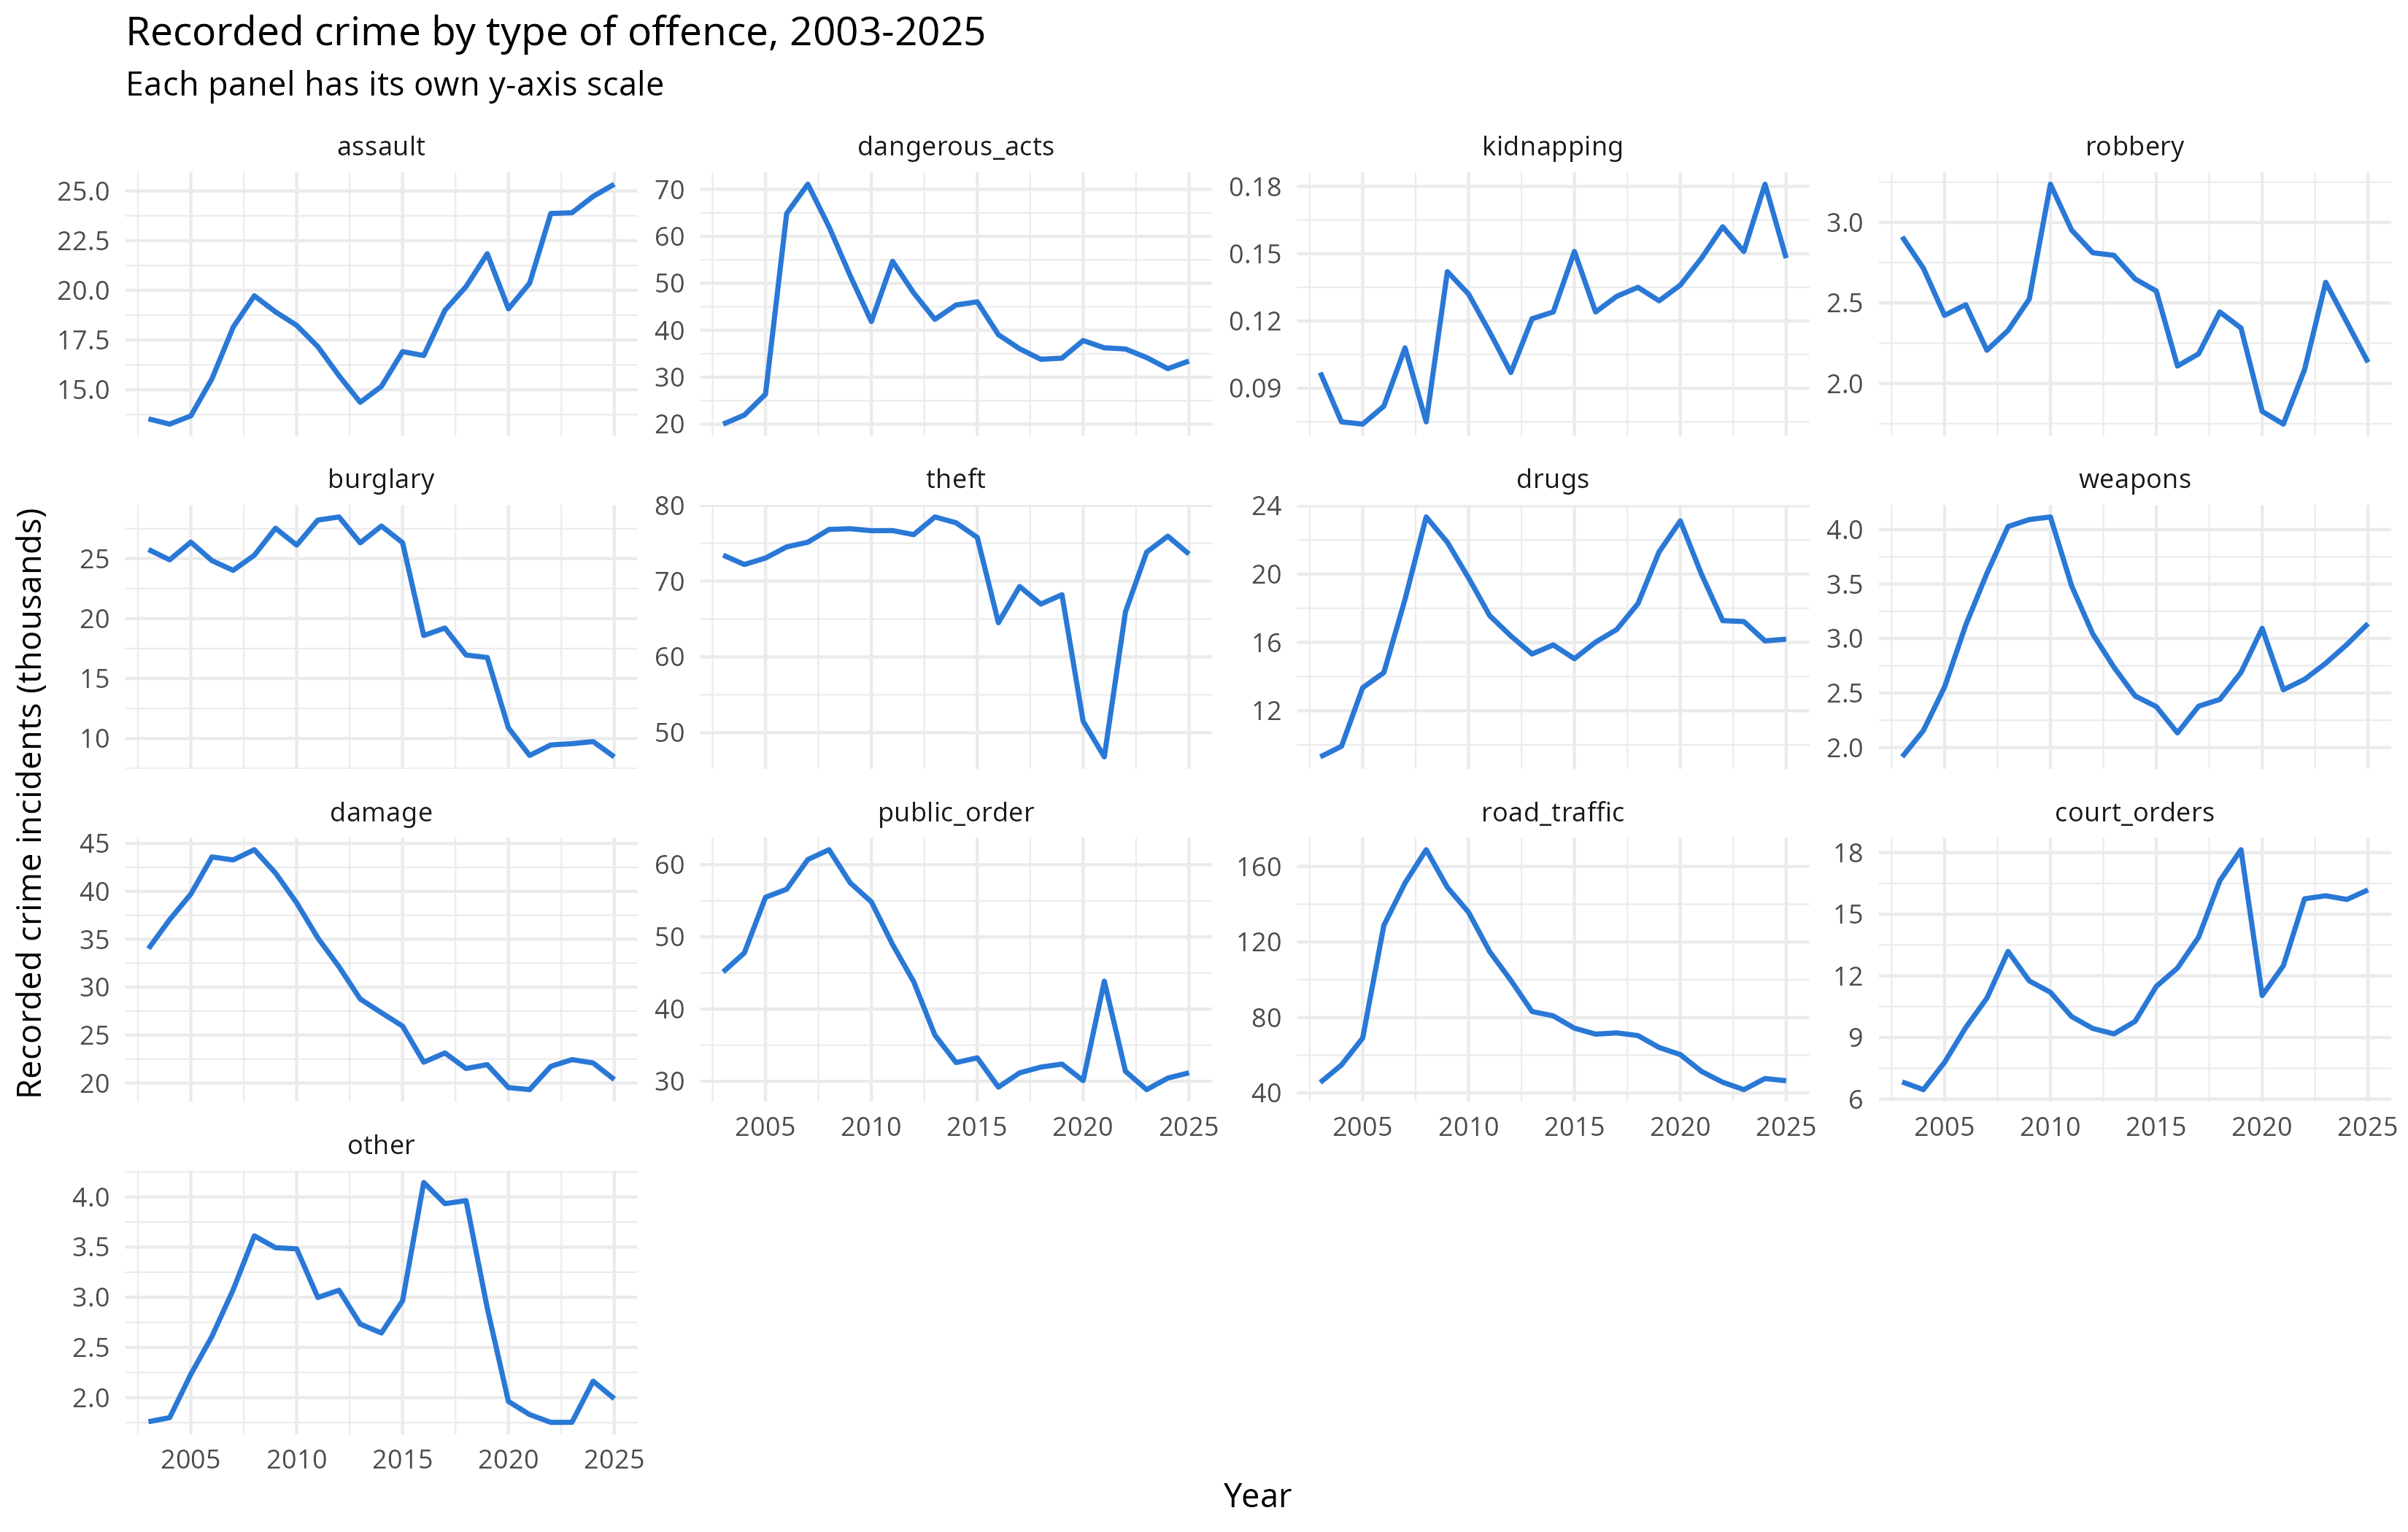 Recorded crime by type of offence, 2003-2025
Each panel has its own y-axis scale
Recorded crime incidents (thousands)
assault
25.0
22.5
20.0
17.5
15.0
dangerous_acts
70
60
50
40
30
20
kidnapping
0.18
0.15
0.12
0.09
robbery
3.0
2.5
2.0
burglary
25
20
15
10
theft
80
70
60
50
drugs
24
20
16
12
weapons
4.0
3.5
3.0
2.5
2.0
damage
45
40
35
30
25
20
public_order
60
50
40
30
2005 2010 2015 2020 2025
road_traffic
160
120
80
40
2005 2010 2015 2020 2025
court_orders
18
15
12
9
6
2005 2010 2015 2020 2025
other
4.0
3.5
3.0
2.5
2.0
2005 2010 2015 2020 2025
Year